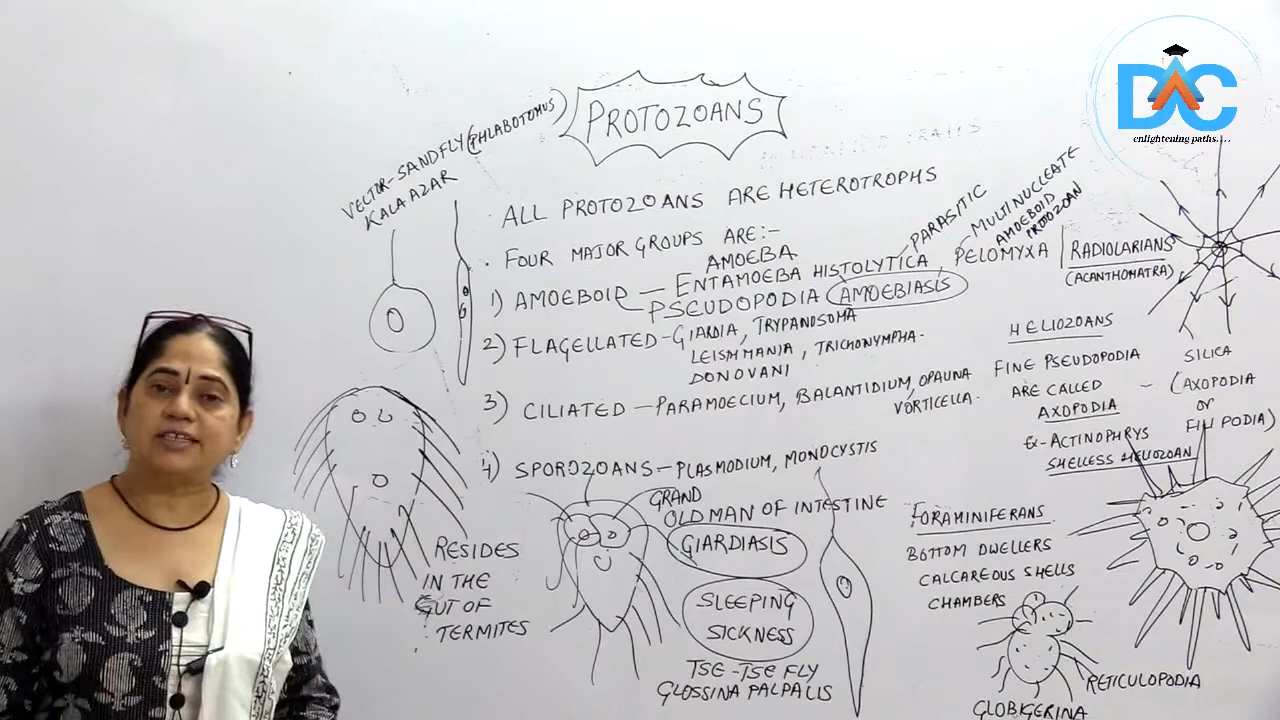 PROTOZOANS
DAC
enlightening paths....
VECTOR-SANDFLY (PHLABOTOMUS)
KALA AZAR
. ALL PROTOZOANS ARE HETEROTROPHS
. FOUR MAJOR GROUPS ARE:-
AMOEBA
1) AMOEBOID — ENTAMOEBA HISTOLYTICA, PELOMYXA
PARASITIC
MULTINUCLEATE
AMOEBOID
PROTOZOAN
PSEUDOPODIA AMOEBIASIS
RADIOLARIANS
(ACANTHOMATRA)
2) FLAGELLATED - GIARDIA, TRYPANOSOMA
LEISHMANIA, TRICHONYMPHA-
DONOVANI
3) CILIATED — PARAMOECIUM, BALANTIDIUM, OPAUNA
VORTICELLA.
4) SPOROZOANS — PLASMODIUM, MONOCYSTIS
HELIOZOANS
FINE PSEUDOPODIA
ARE CALLED
AXOPODIA
Ex- ACTINOPHRYS
SHELLESS HELIOZOAN
SILICA
- (AXOPODIA
OR
FILIPODIA)
GRAND
OLD MAN OF INTESTINE
GIARDIASIS
RESIDES
IN THE
GUT OF
TERMITES
SLEEPING
SICKNESS
TSE-TSE FLY
GLOSSINA PALPALIS
FORAMINIFERANS
BOTTOM DWELLERS
CALCAREOUS SHELLS
CHAMBERS
RETICULOPODIA
GLOBIGERINA